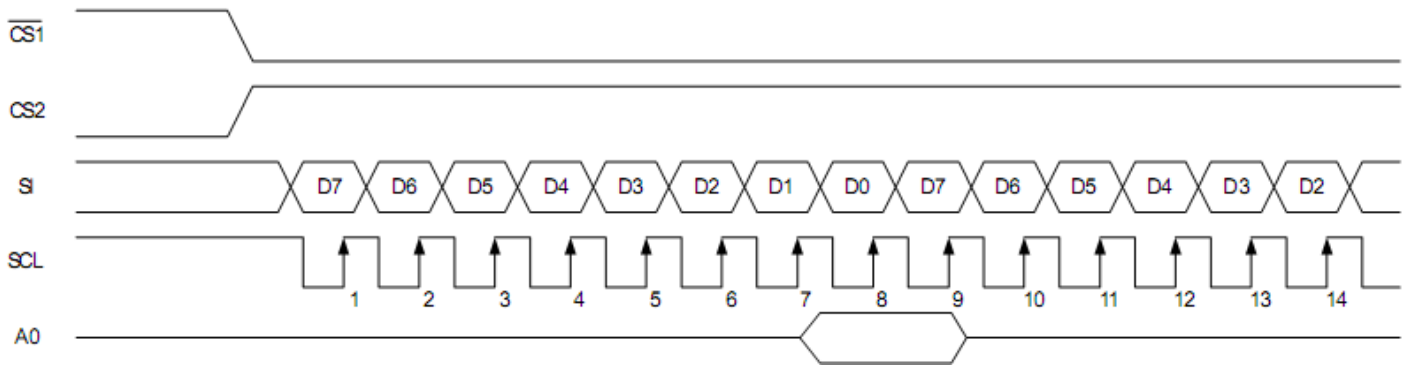 CS1
CS2
SI D7 D6 D5 D4 D3 D2 D1 D0 D7 D6 D5 D4 D3 D2
SCL
1 2 3 4 5 6 7 8 9 10 11 12 13 14
A0